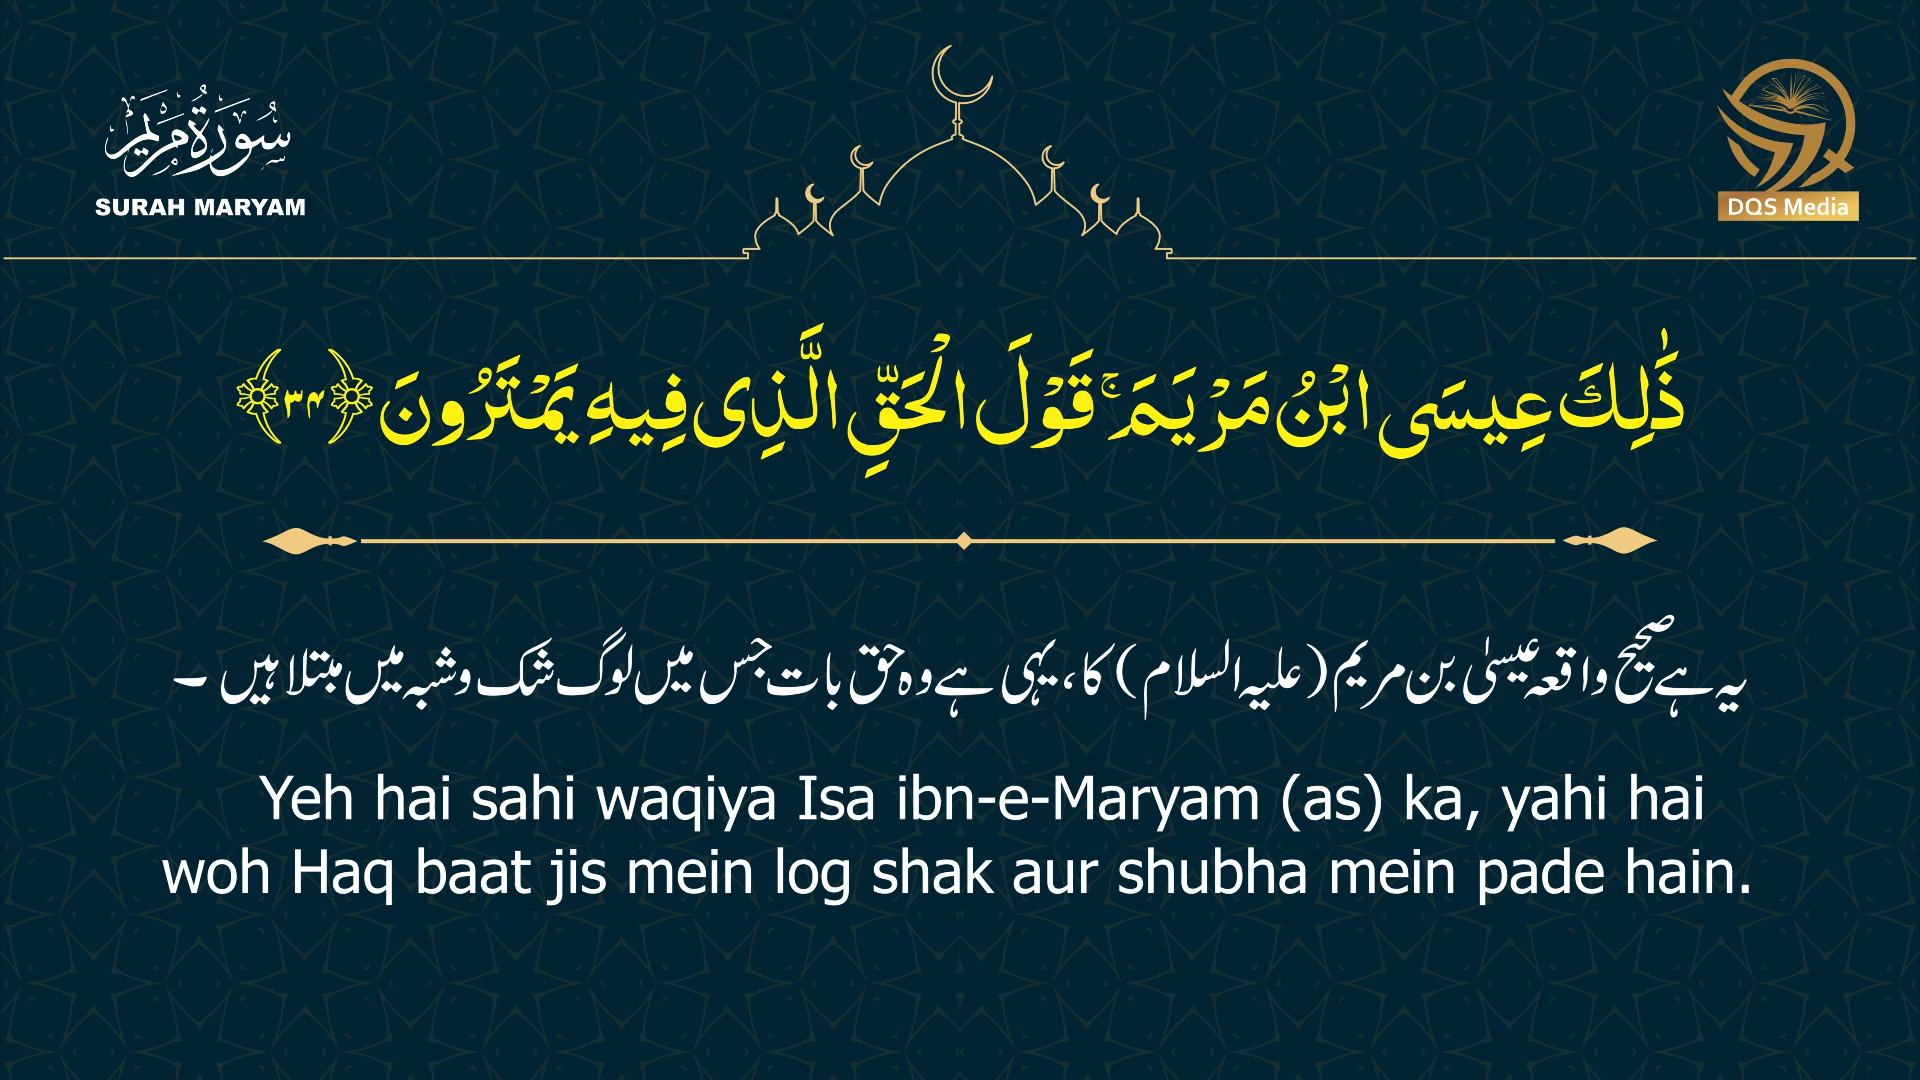 سُورَةُ مَرْيَم
SURAH MARYAM
DQS Media
ذَٰلِكَ عِيسَى ابْنُ مَرْيَمَ ۚ قَوْلَ الْحَقِّ الَّذِى فِيهِ يَمْتَرُونَ ﴿۳۴﴾
یہ ہے صحیح واقعہ عیسیٰ بن مریم (علیہ السلام) کا، یہی ہے وہ حق بات جس میں لوگ شک وشبہ میں مبتلا ہیں ۔
Yeh hai sahi waqiya Isa ibn-e-Maryam (as) ka, yahi hai
woh Haq baat jis mein log shak aur shubha mein pade hain.